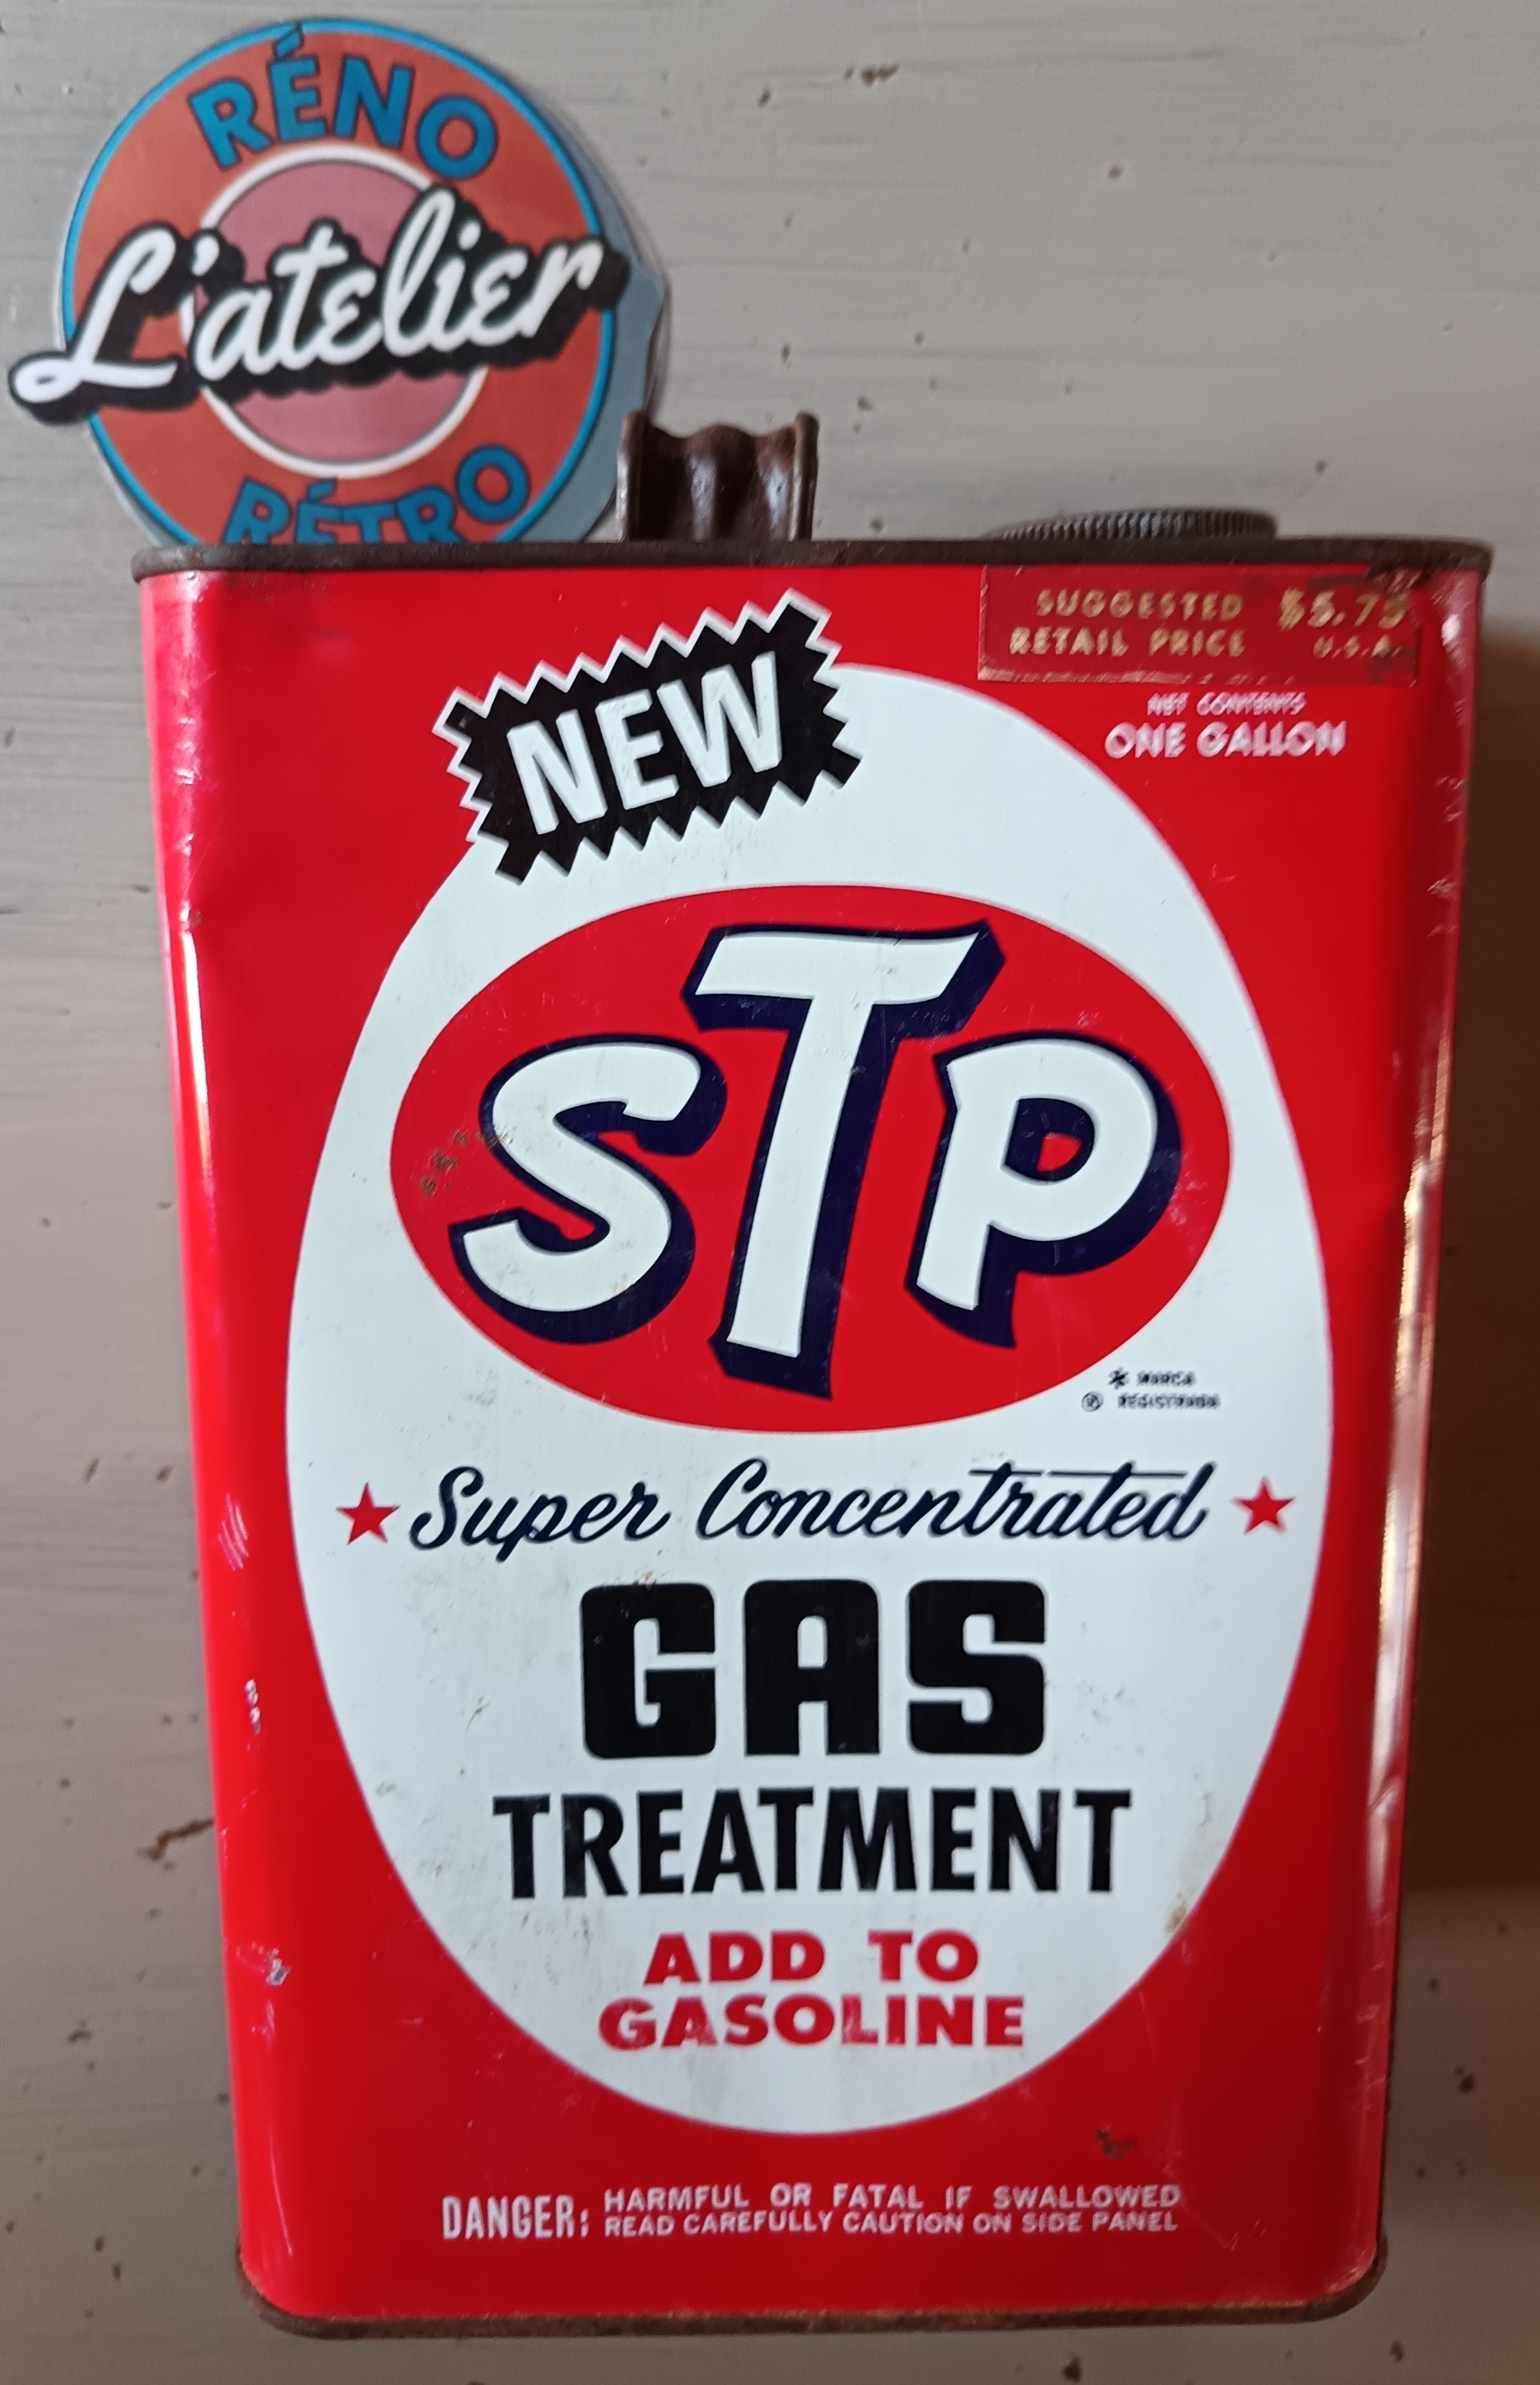 RÉNO
L'atelier
RÉTRO
SUGGESTED RETAIL PRICE $5.75 U.S.A.
NET CONTENTS
ONE GALLON
NEW
STP
* MARCA
® REGISTRADA
★ Super Concentrated ★
GAS
TREATMENT
ADD TO
GASOLINE
DANGER: HARMFUL OR FATAL IF SWALLOWED
READ CAREFULLY CAUTION ON SIDE PANEL